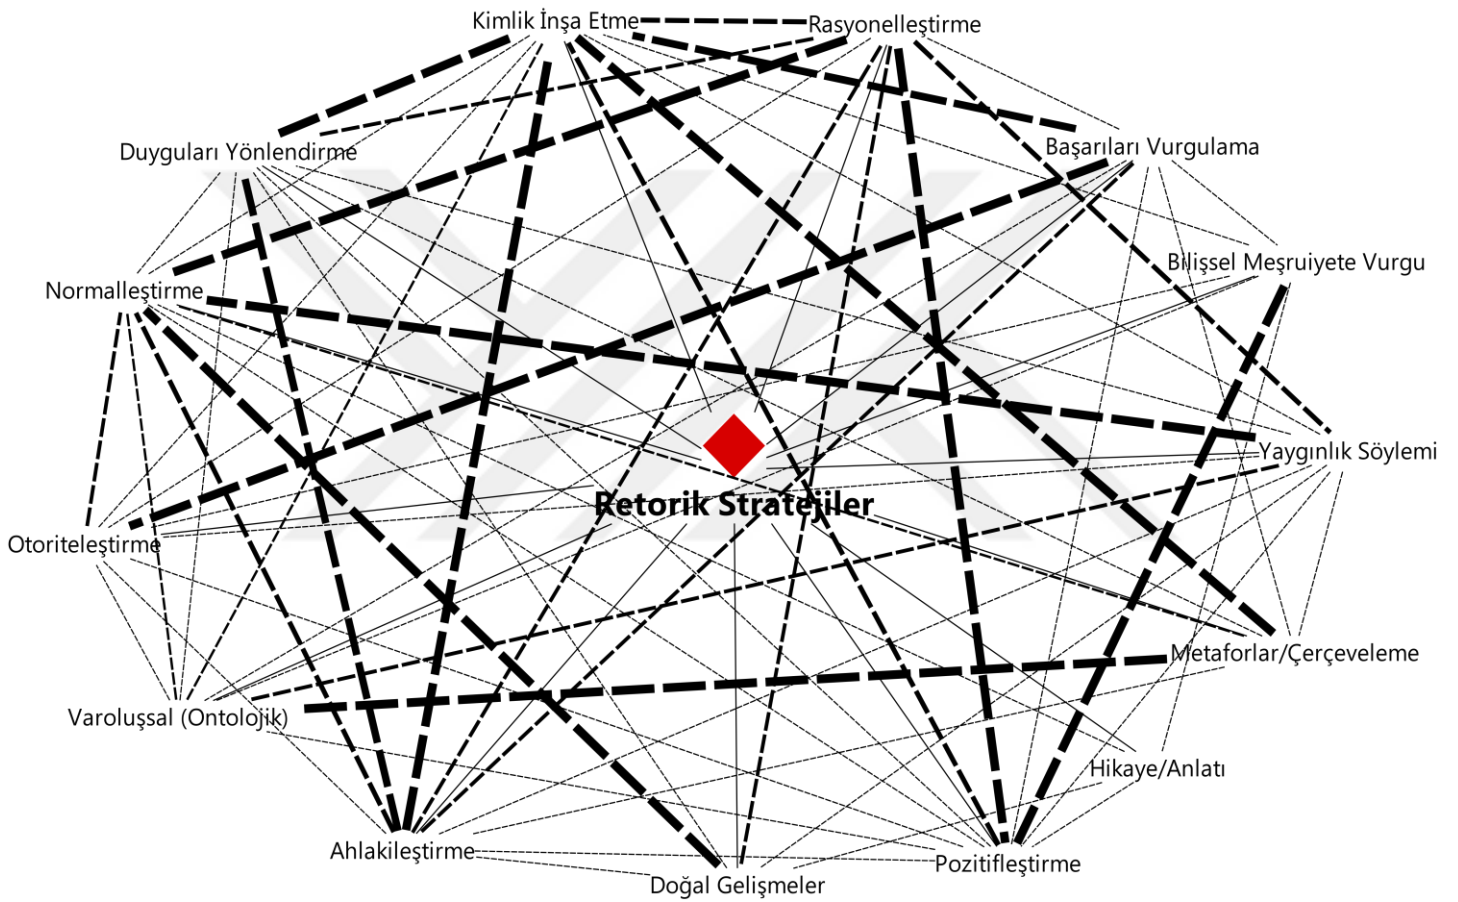 Kimlik İnşa Etme
Rasyonelleştirme
Duyguları Yönlendirme
Başarıları Vurgulama
Bilişsel Meşruiyete Vurgu
Normalleştirme
Yaygınlık Söylemi
Retorik Stratejiler
Otoriteleştirme
Metaforlar/Çerçeveleme
Varoluşsal (Ontolojik)
Hikaye/Anlatı
Ahlakileştirme
Pozitifleştirme
Doğal Gelişmeler